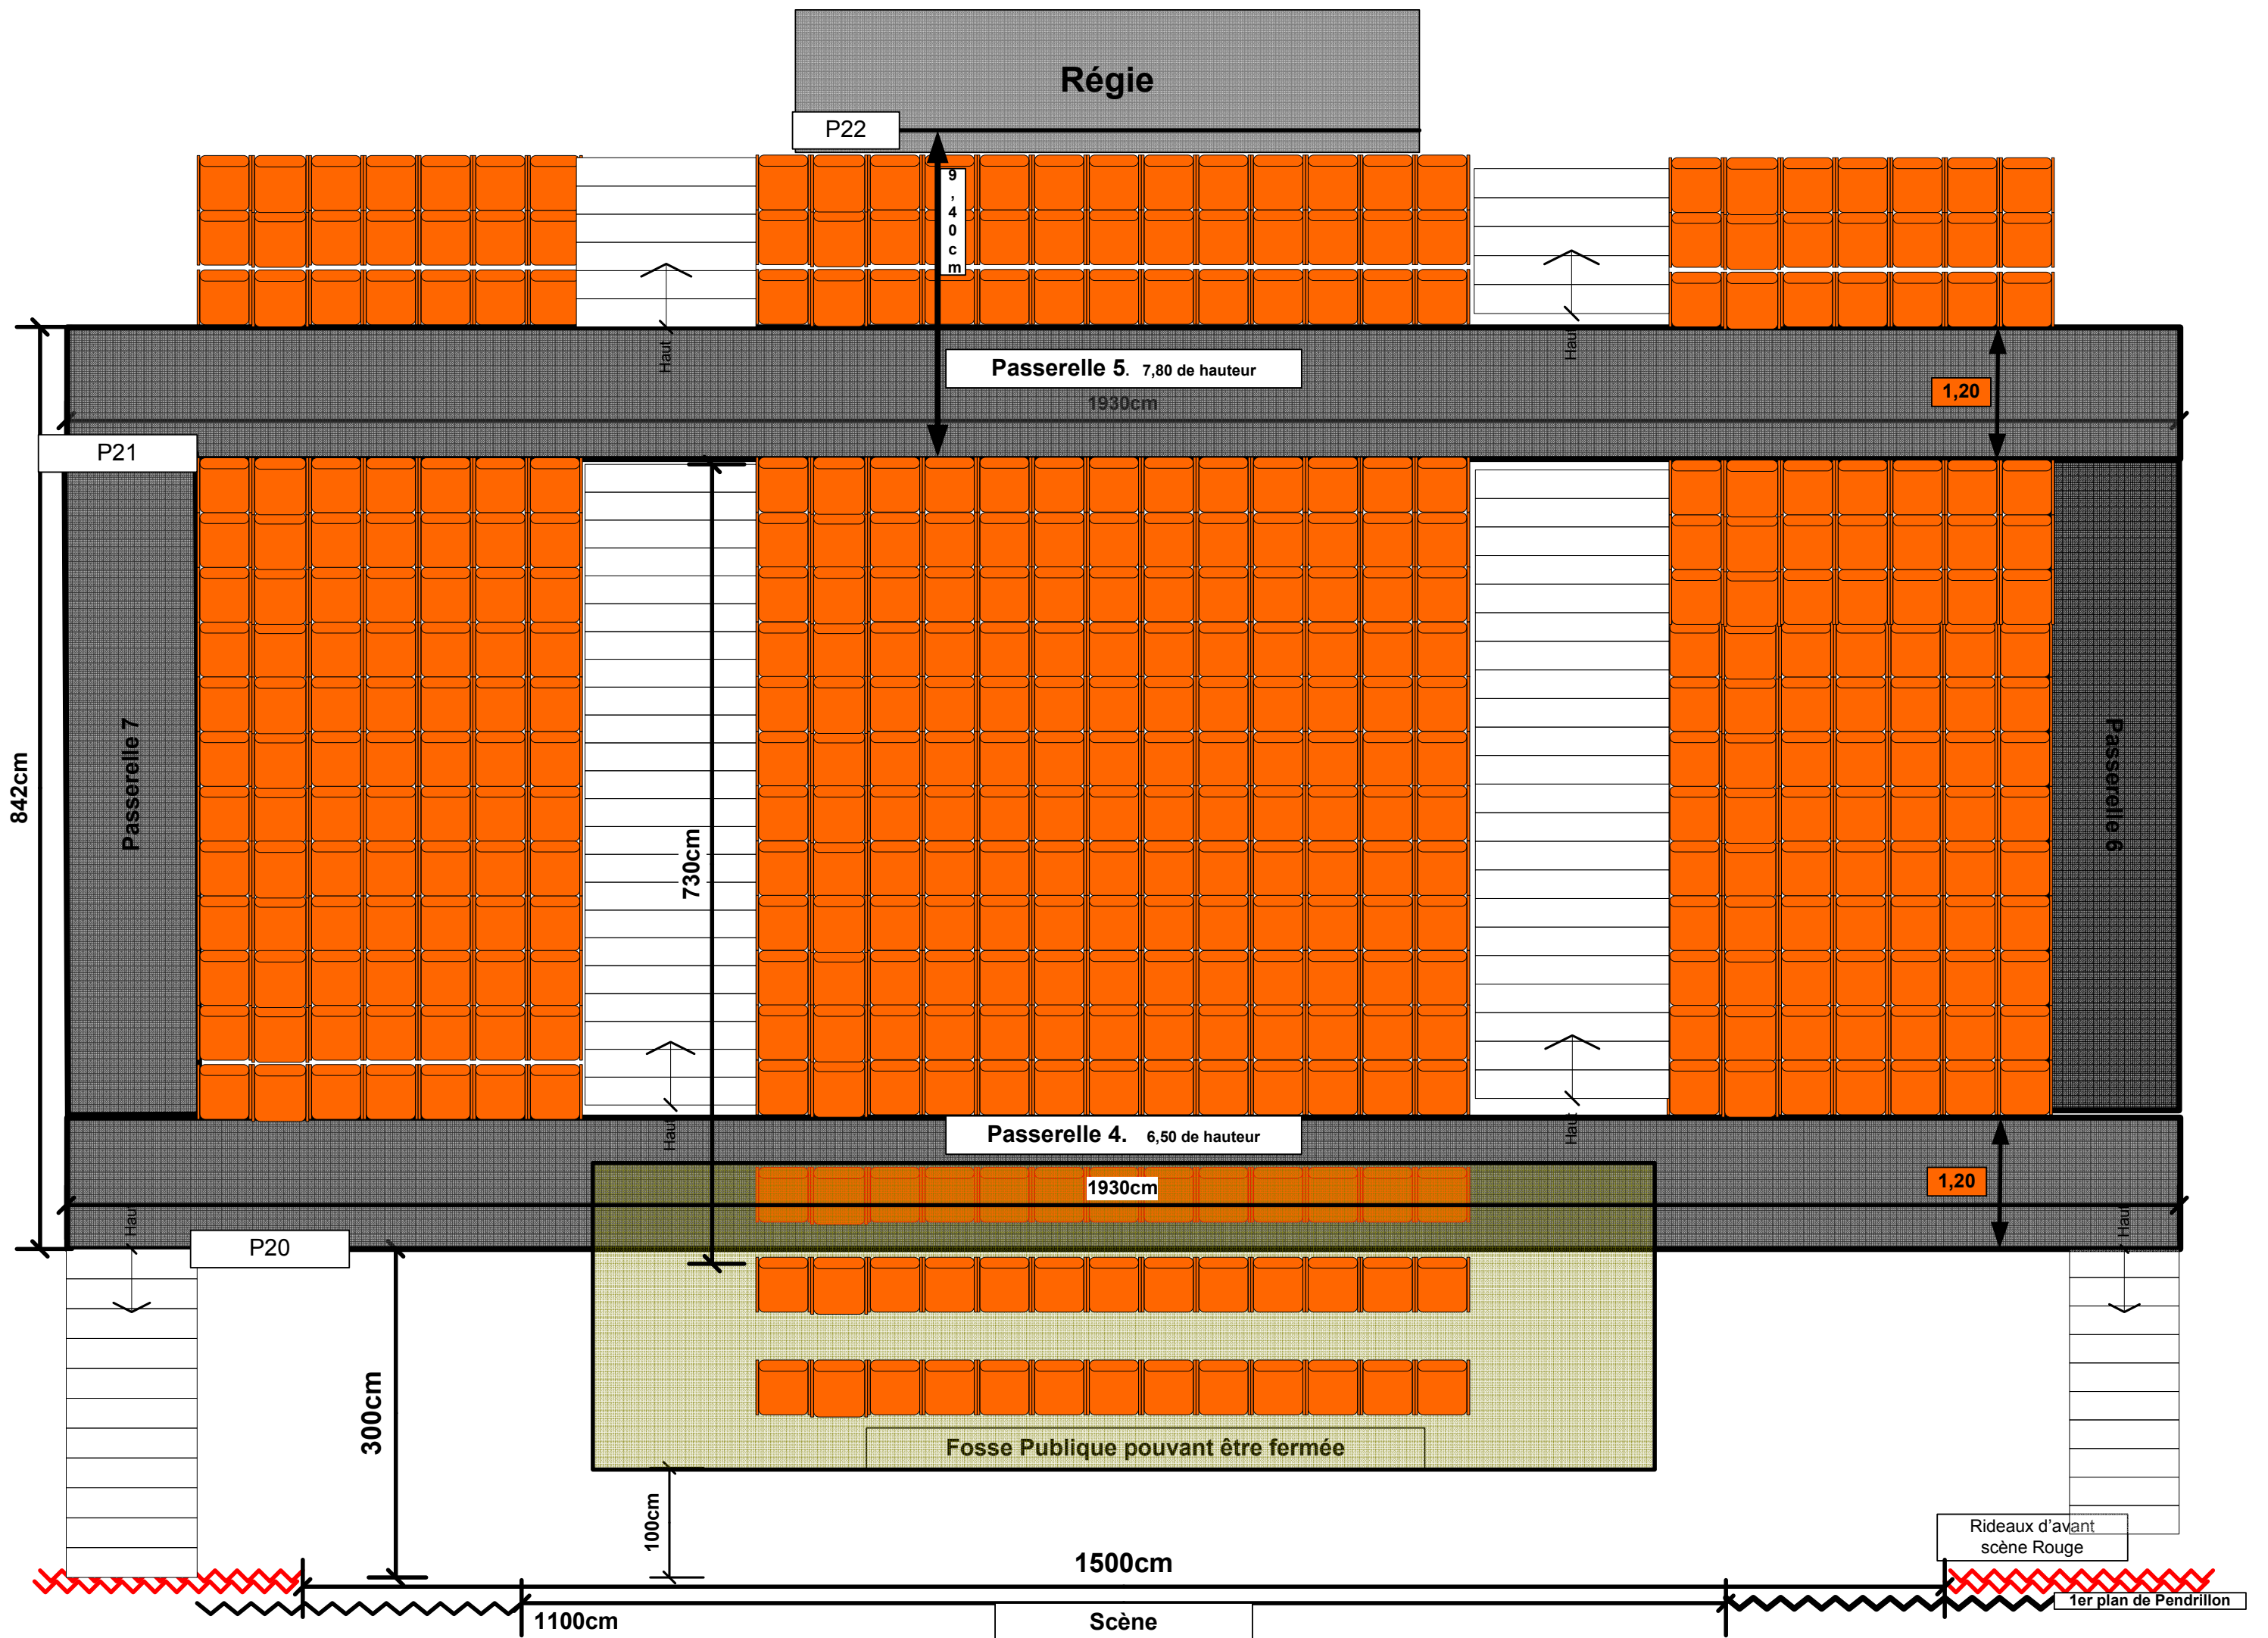 Régie
P22
9,40cm
Haut
Haut
Passerelle 5. 7,80 de hauteur
1,20
1930cm
P21
Passerelle 7
Passerelle 6
842cm
730cm
Haut
Haut
Passerelle 4. 6,50 de hauteur
1,20
1930cm
Haut
Haut
P20
300cm
Fosse Publique pouvant être fermée
100cm
Rideaux d'avant
scène Rouge
1500cm
1er plan de Pendrillon
1100cm
Scène